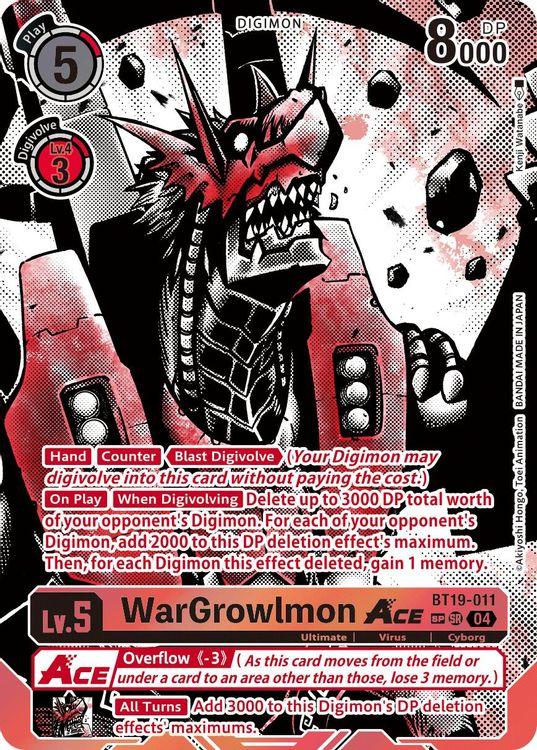 DIGIMON
Play
5
DP
8000
Digivolve
Lv.4
3
Kenji Watanabe
©Akiyoshi Hongo, Toei Animation BANDAI MADE IN JAPAN
Hand Counter Blast Digivolve (Your Digimon may
digivolve into this card without paying the cost.)
On Play When Digivolving Delete up to 3000 DP total worth
of your opponent's Digimon. For each of your opponent's
Digimon, add 2000 to this DP deletion effect's maximum.
Then, for each Digimon this effect deleted, gain 1 memory.
Lv.5 WarGrowlmon ACE BT19-011
SP SR 04
Ultimate Virus Cyborg
ACE Overflow《-3》(As this card moves from the field or
under a card to an area other than those, lose 3 memory.)
All Turns Add 3000 to this Digimon's DP deletion
effects' maximums.